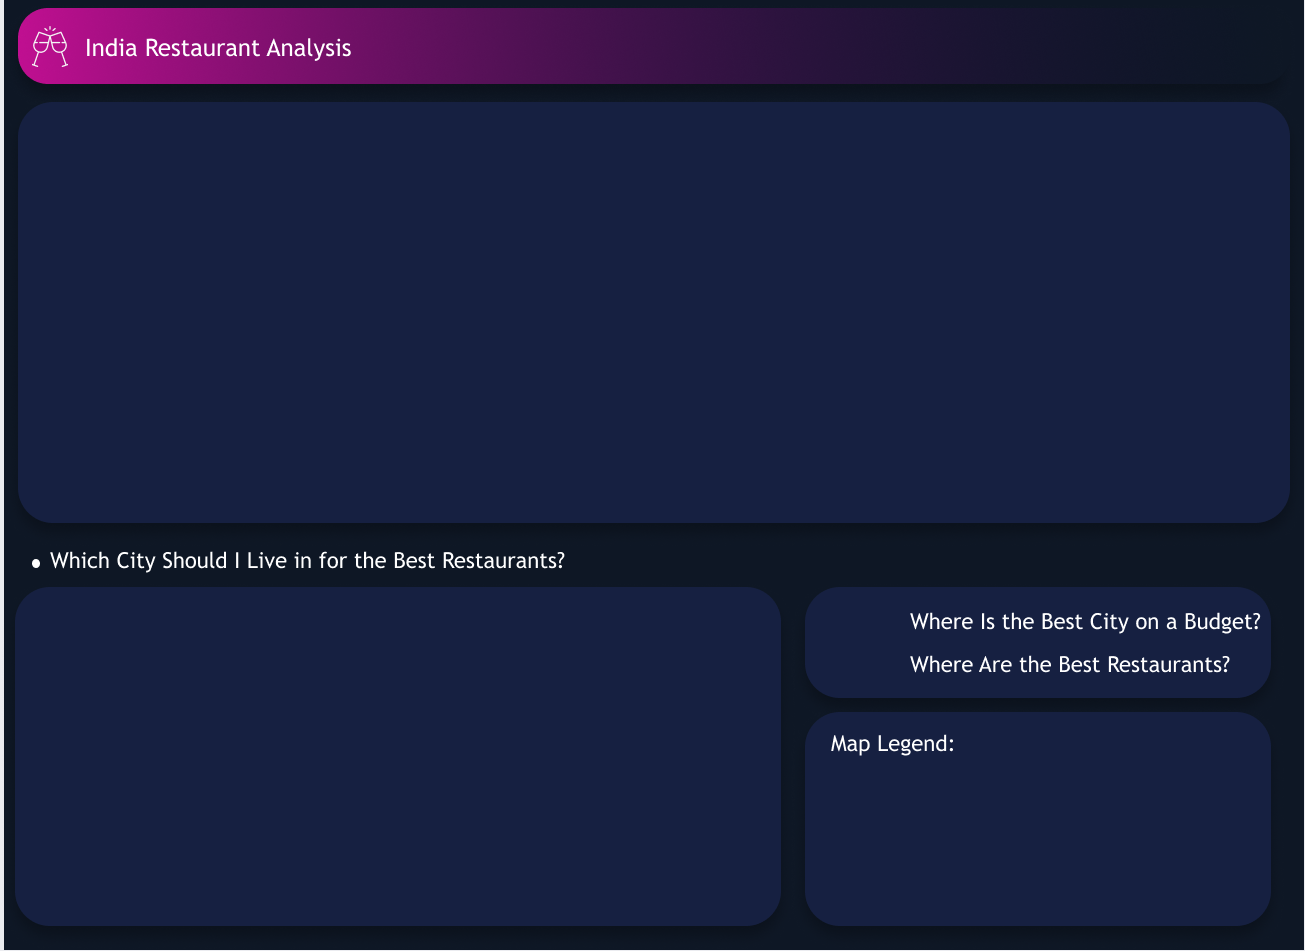 India Restaurant Analysis
• Which City Should I Live in for the Best Restaurants?
Where Is the Best City on a Budget?
Where Are the Best Restaurants?
Map Legend: